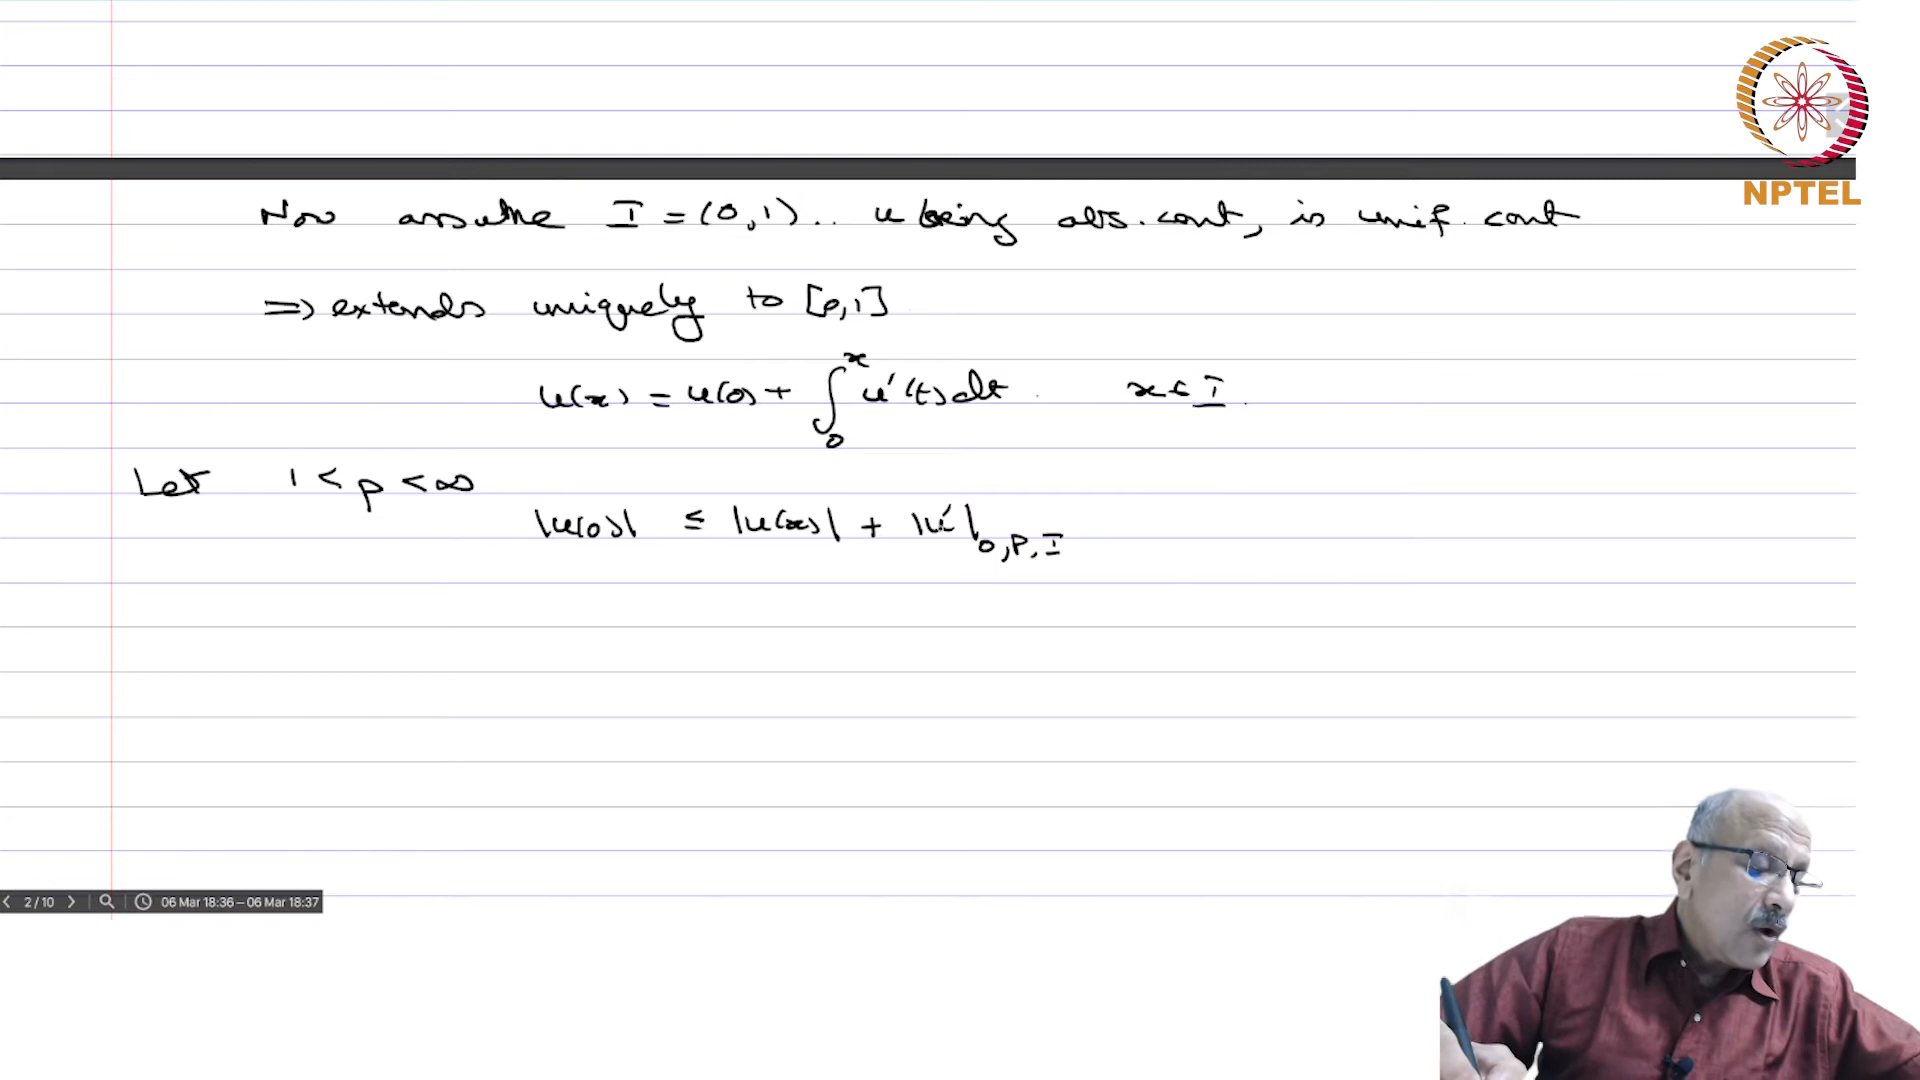 NPTEL
Now assume I = (0,1). . u being abs. cont, is unif. cont
⇒ extends uniquely to [0,1]
u(x) = u(0) + ∫₀ˣ u'(t) dt . x ∈ I .
Let 1 < p < ∞
|u(0)| ≤ |u(x)| + |u'|₀,ₚ,I
2 / 10 06 Mar 18:36 – 06 Mar 18:37